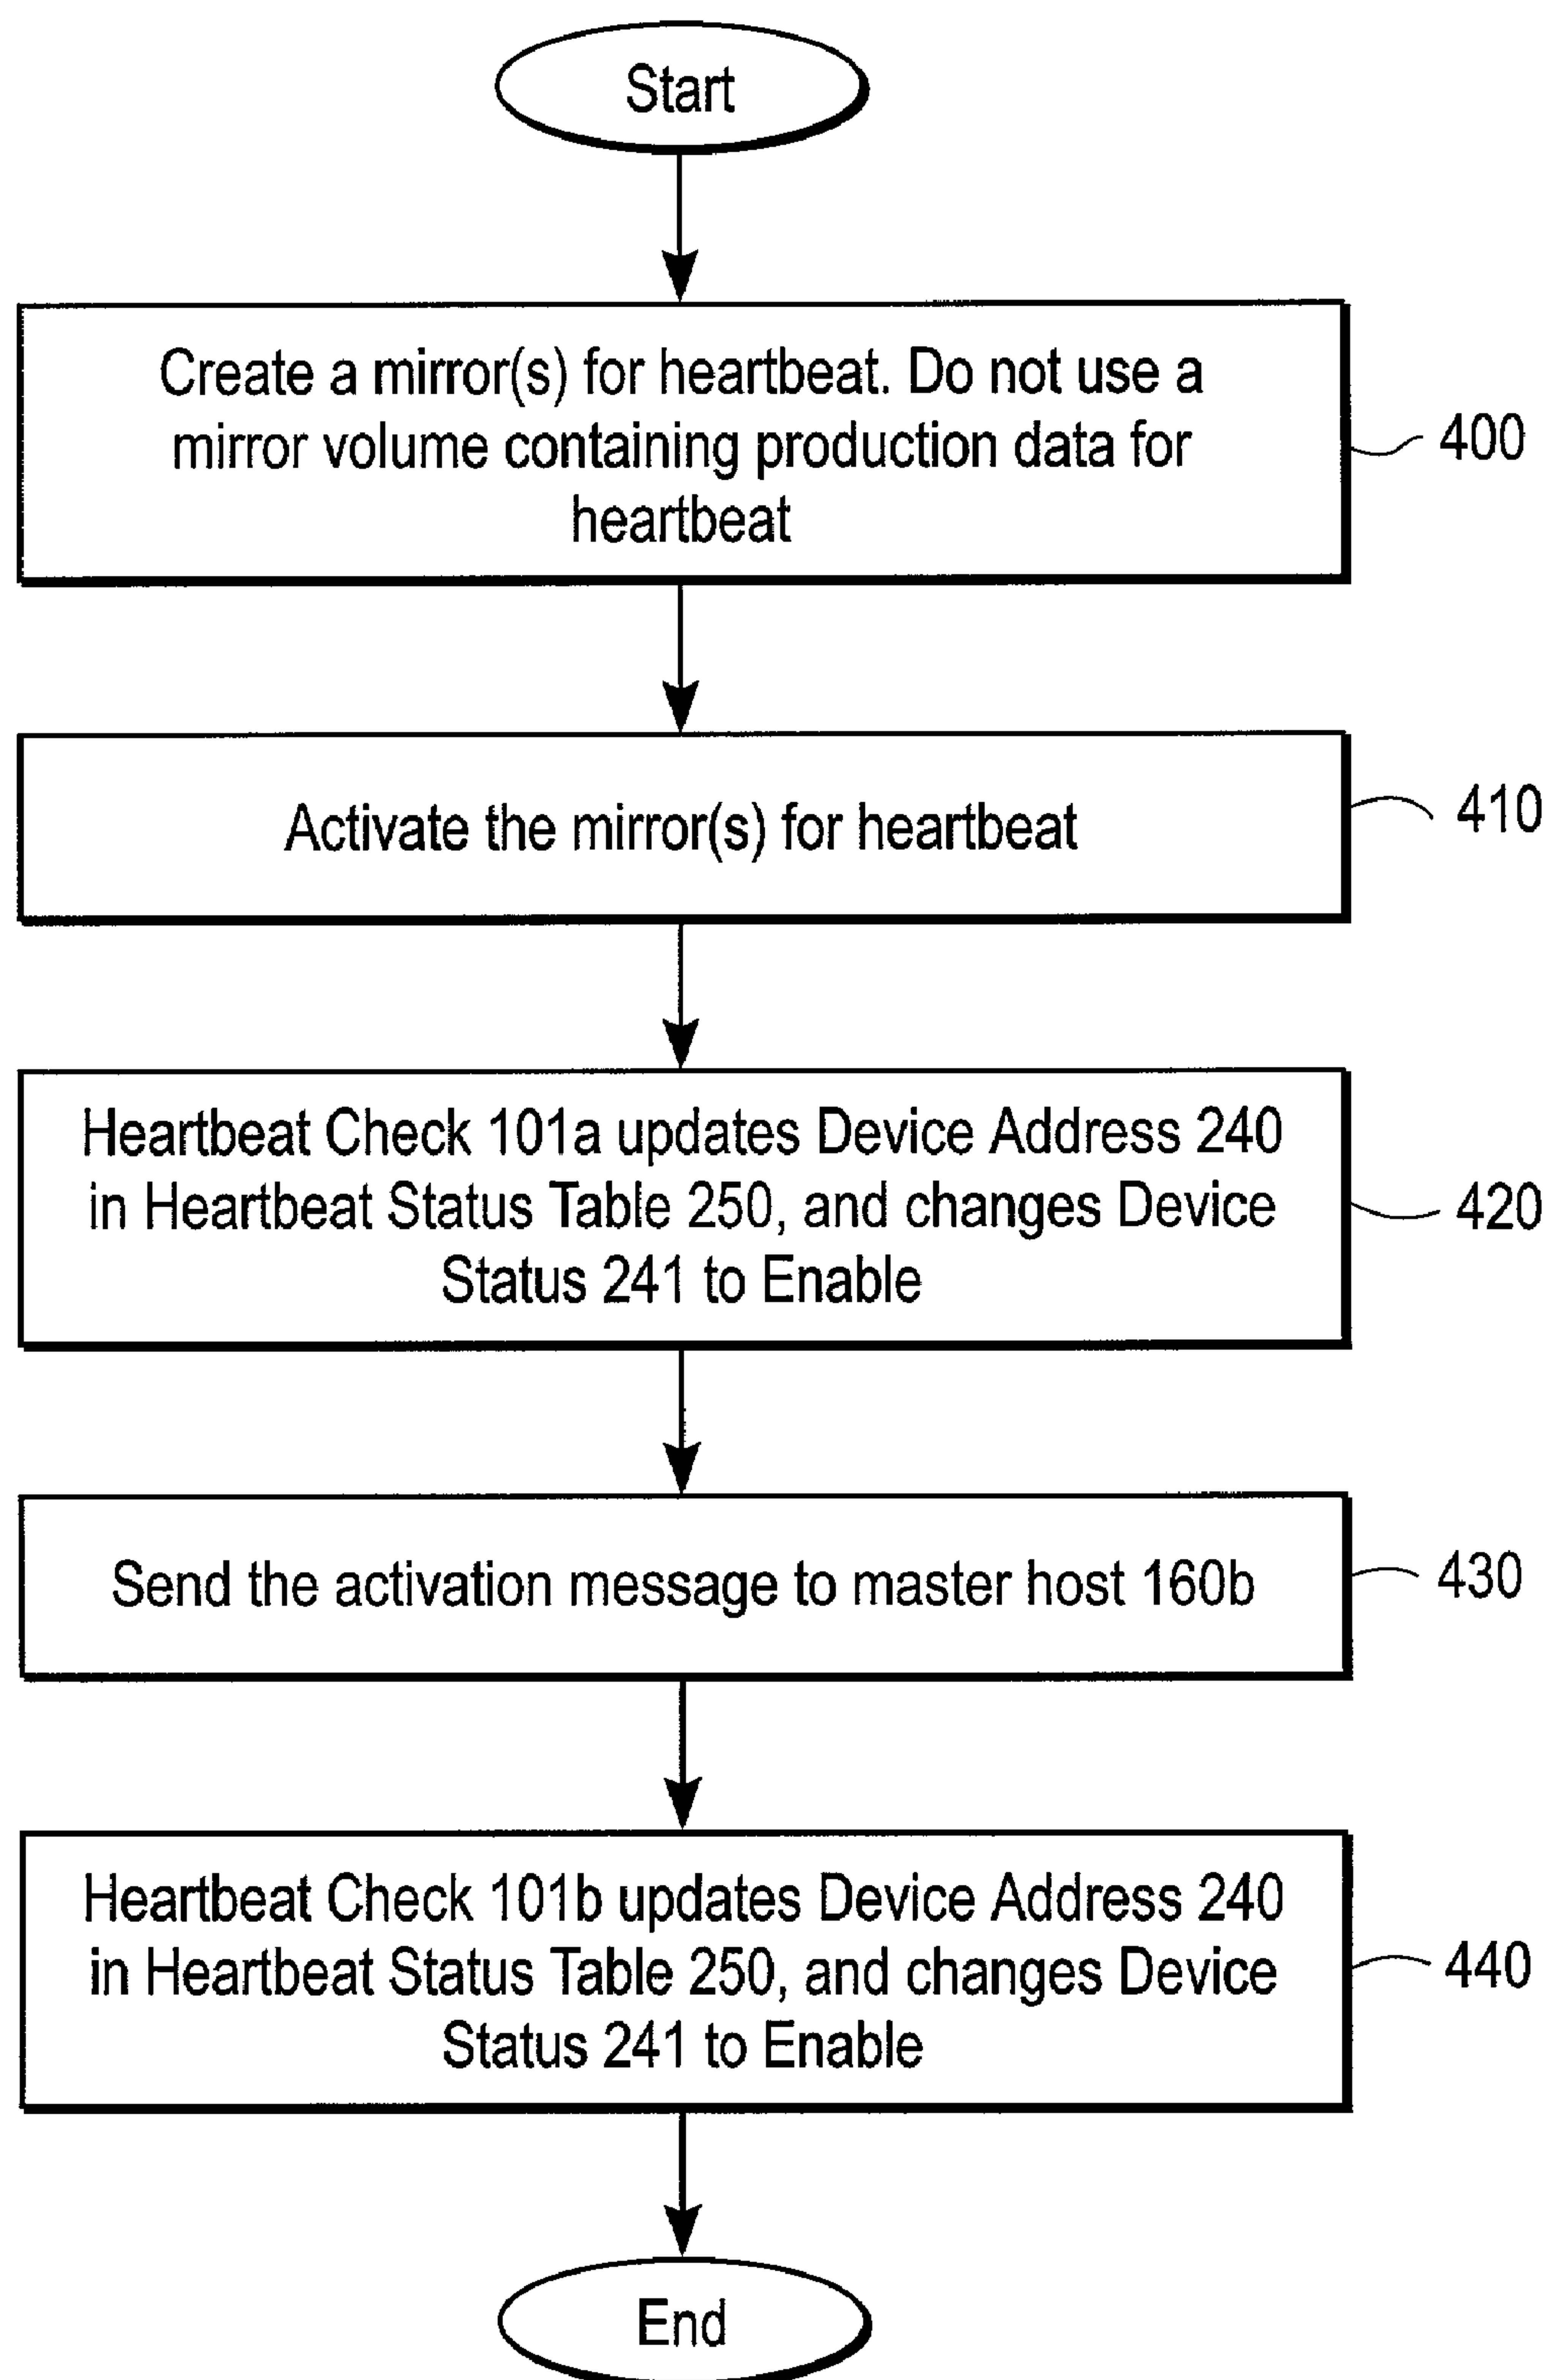 Start
Create a mirror(s) for heartbeat. Do not use a
mirror volume containing production data for
heartbeat
400
Activate the mirror(s) for heartbeat
410
Heartbeat Check 101a updates Device Address 240
in Heartbeat Status Table 250, and changes Device
Status 241 to Enable
420
Send the activation message to master host 160b
430
Heartbeat Check 101b updates Device Address 240
in Heartbeat Status Table 250, and changes Device
Status 241 to Enable
440
End